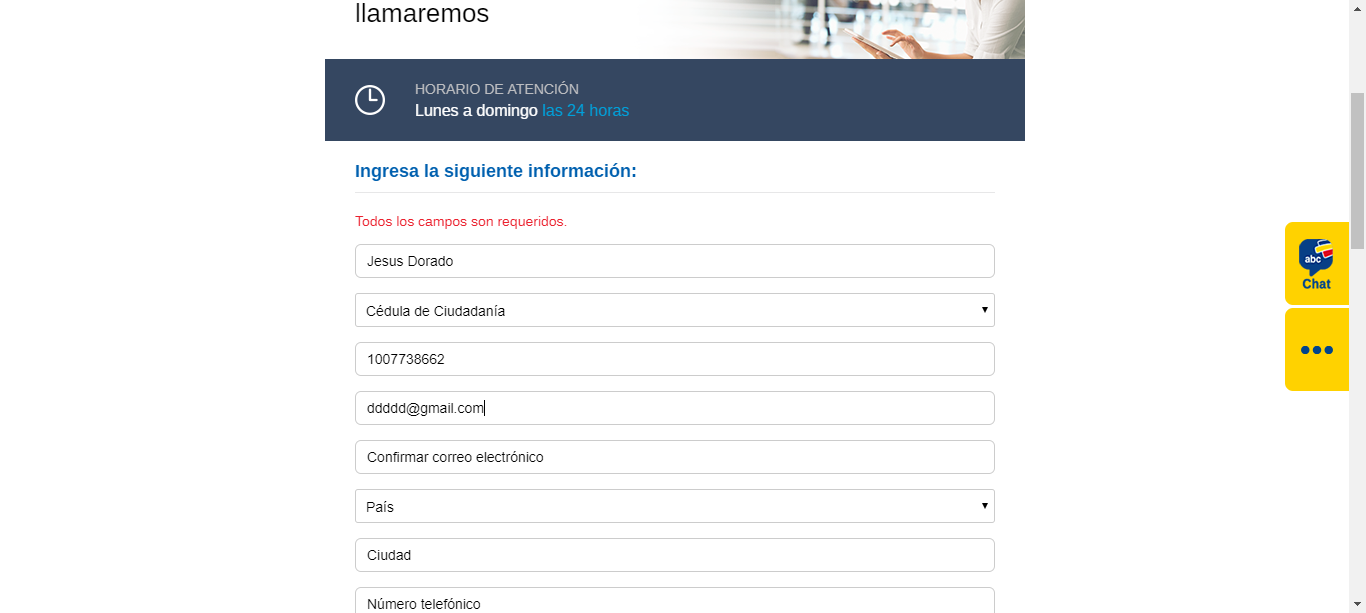 llamaremos
HORARIO DE ATENCIÓN
Lunes a domingo las 24 horas
Ingresa la siguiente información:
Todos los campos son requeridos.
Jesus Dorado
Cédula de Ciudadanía
1007738662
ddddd@gmail.com
Confirmar correo electrónico
País
Ciudad
Número telefónico
abc
Chat